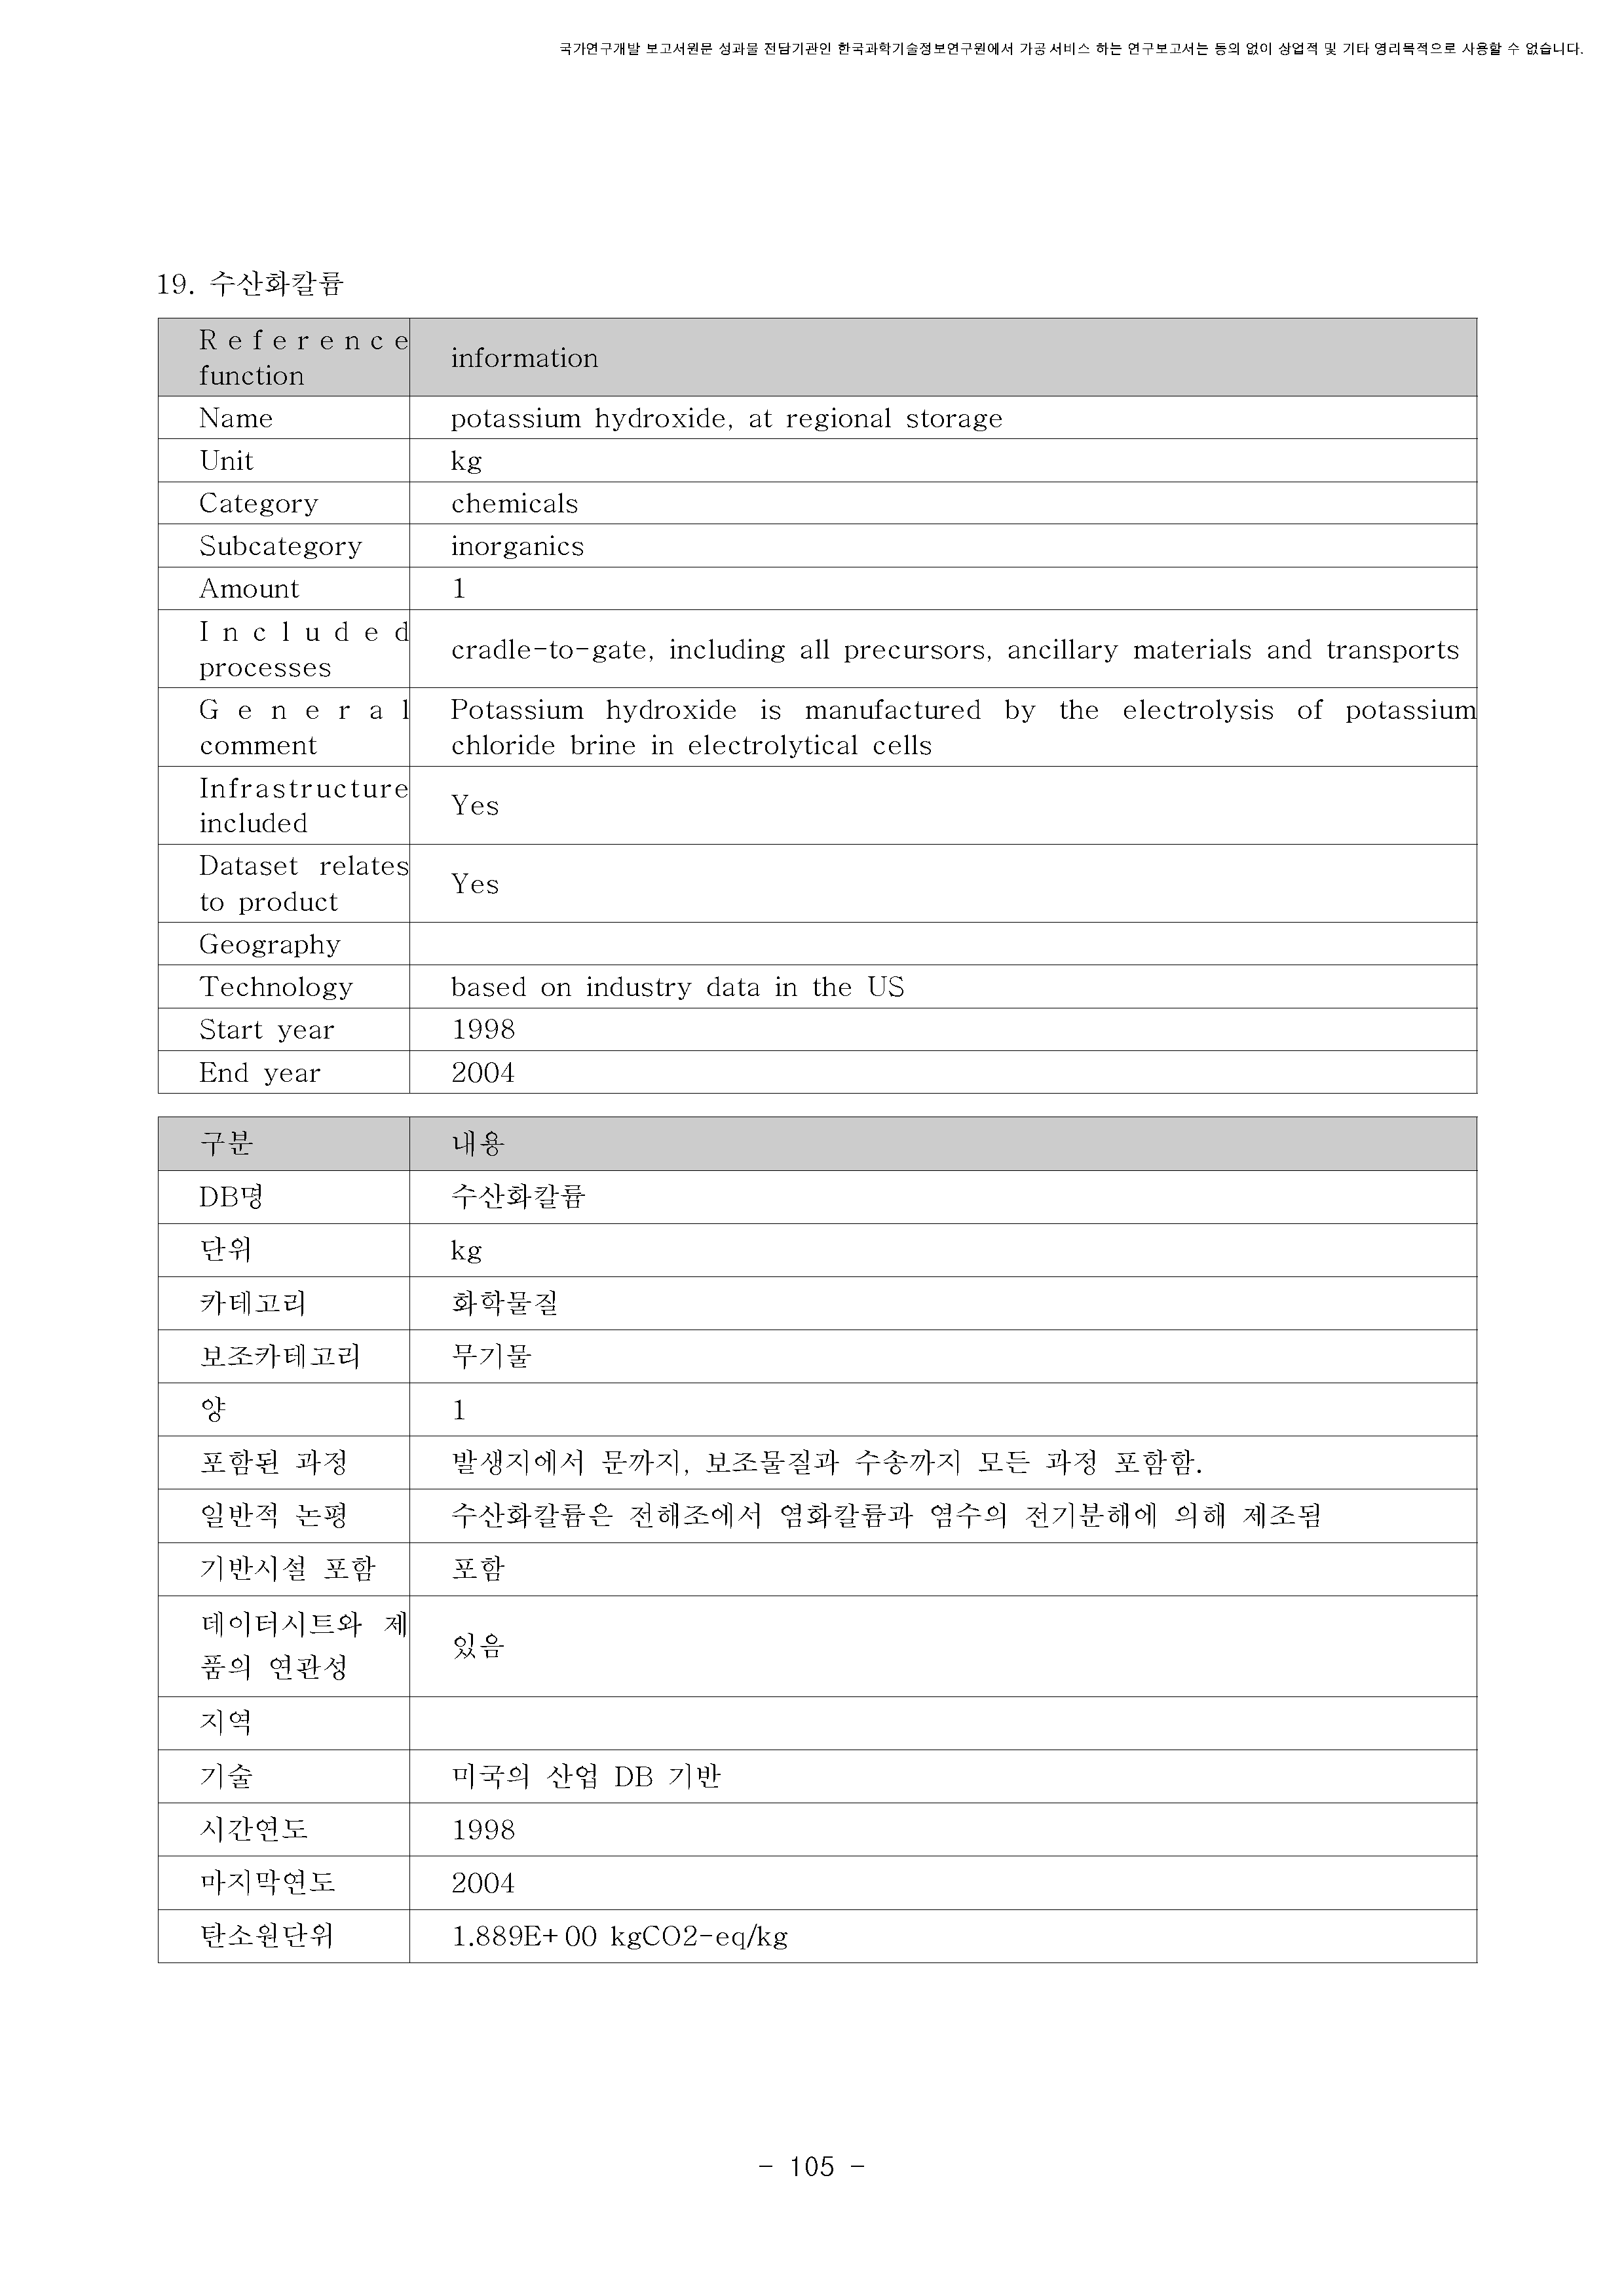 국가연구개발 보고서원문 성과물 전담기관인 한국과학기술정보연구원에서 가공·서비스 하는 연구보고서는 동의 없이 상업적 및 기타 영리목적으로 사용할 수 없습니다.
19. 수산화칼륨
Reference
function
information
Name
potassium hydroxide, at regional storage
Unit
kg
Category
chemicals
Subcategory
inorganics
Amount
1
Included
processes
cradle-to-gate, including all precursors, ancillary materials and transports
General
comment
Potassium hydroxide is manufactured by the electrolysis of potassium
chloride brine in electrolytical cells
Infrastructure
included
Yes
Dataset relates
to product
Yes
Geography
Technology
based on industry data in the US
Start year
1998
End year
2004
구분
내용
DB명
수산화칼륨
단위
kg
카테고리
화학물질
보조카테고리
무기물
양
1
포함된 과정
발생지에서 문까지, 보조물질과 수송까지 모든 과정 포함함.
일반적 논평
수산화칼륨은 전해조에서 염화칼륨과 염수의 전기분해에 의해 제조됨
기반시설 포함
포함
데이터시트와 제
품의 연관성
있음
지역
기술
미국의 산업 DB 기반
시간연도
1998
마지막연도
2004
탄소원단위
1.889E+00 kgCO2-eq/kg
- 105 -